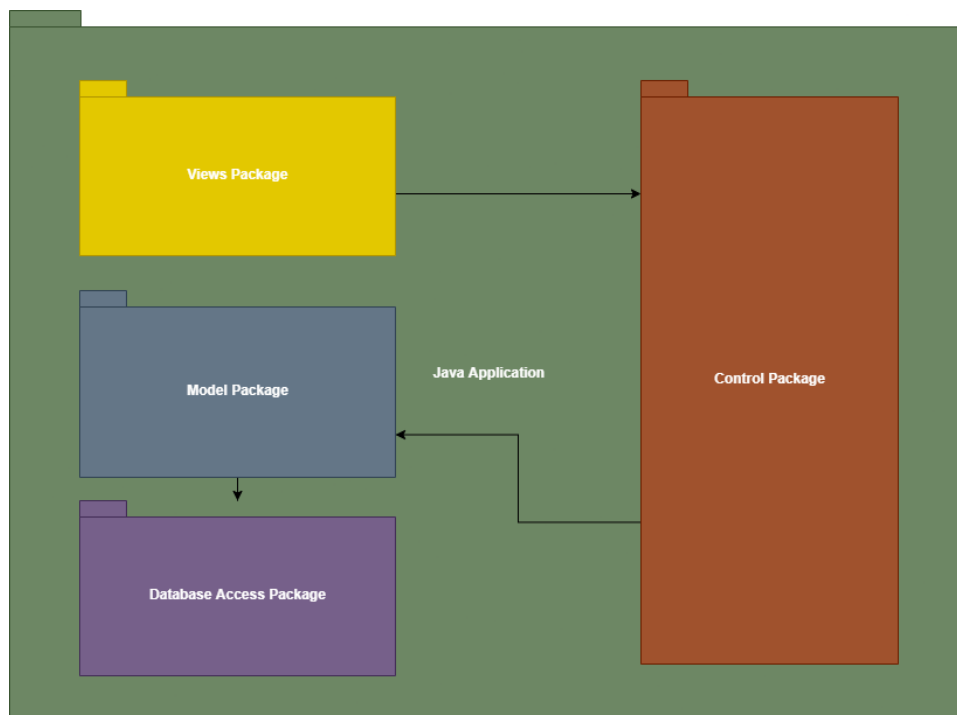 Views Package
Model Package
Java Application
Control Package
Database Access Package